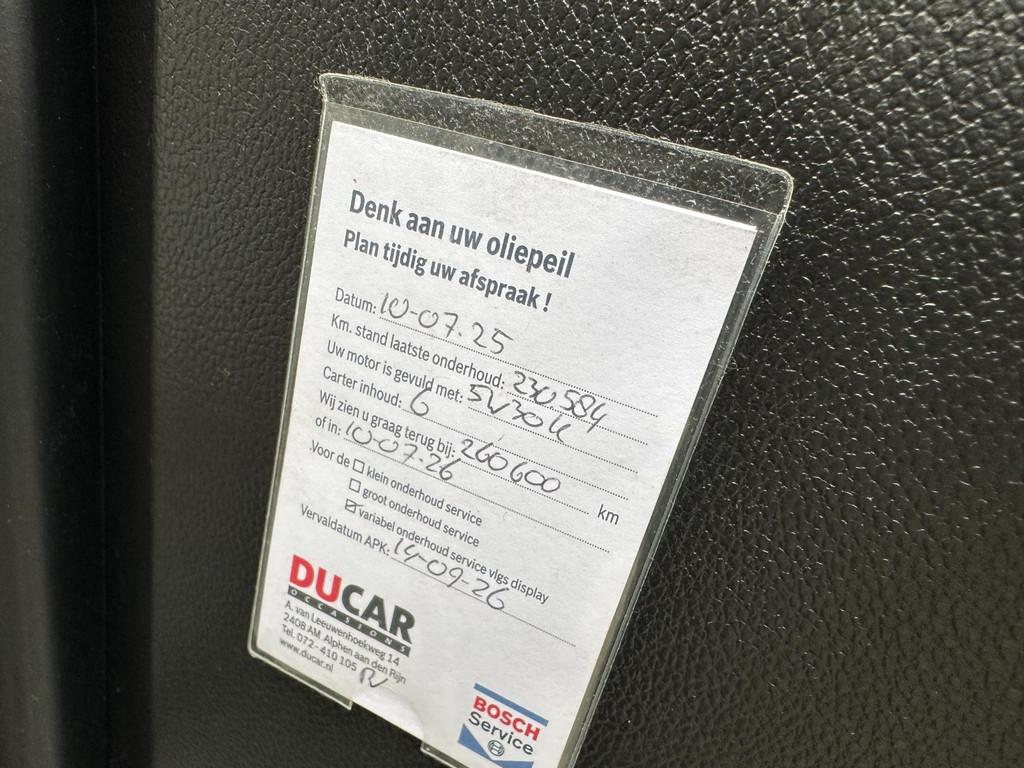 Denk aan uw oliepeil
Plan tijdig uw afspraak !
Datum: 10-07-25
Km. stand laatste onderhoud: 230584
Uw motor is gevuld met: 5W30LL
Carter inhoud: 6
Wij zien u graag terug bij: 260600 km
of in: 10-07-26
Voor de klein onderhoud service
groot onderhoud service
variabel onderhoud service vlgs display
Vervaldatum APK: 14-09-26
DUCAR
OCCASIONS
A. van Leeuwenhoekweg 14
2408 AM Alphen aan den Rijn
Tel. 072 - 410 105
www.ducar.nl
BOSCH
Service